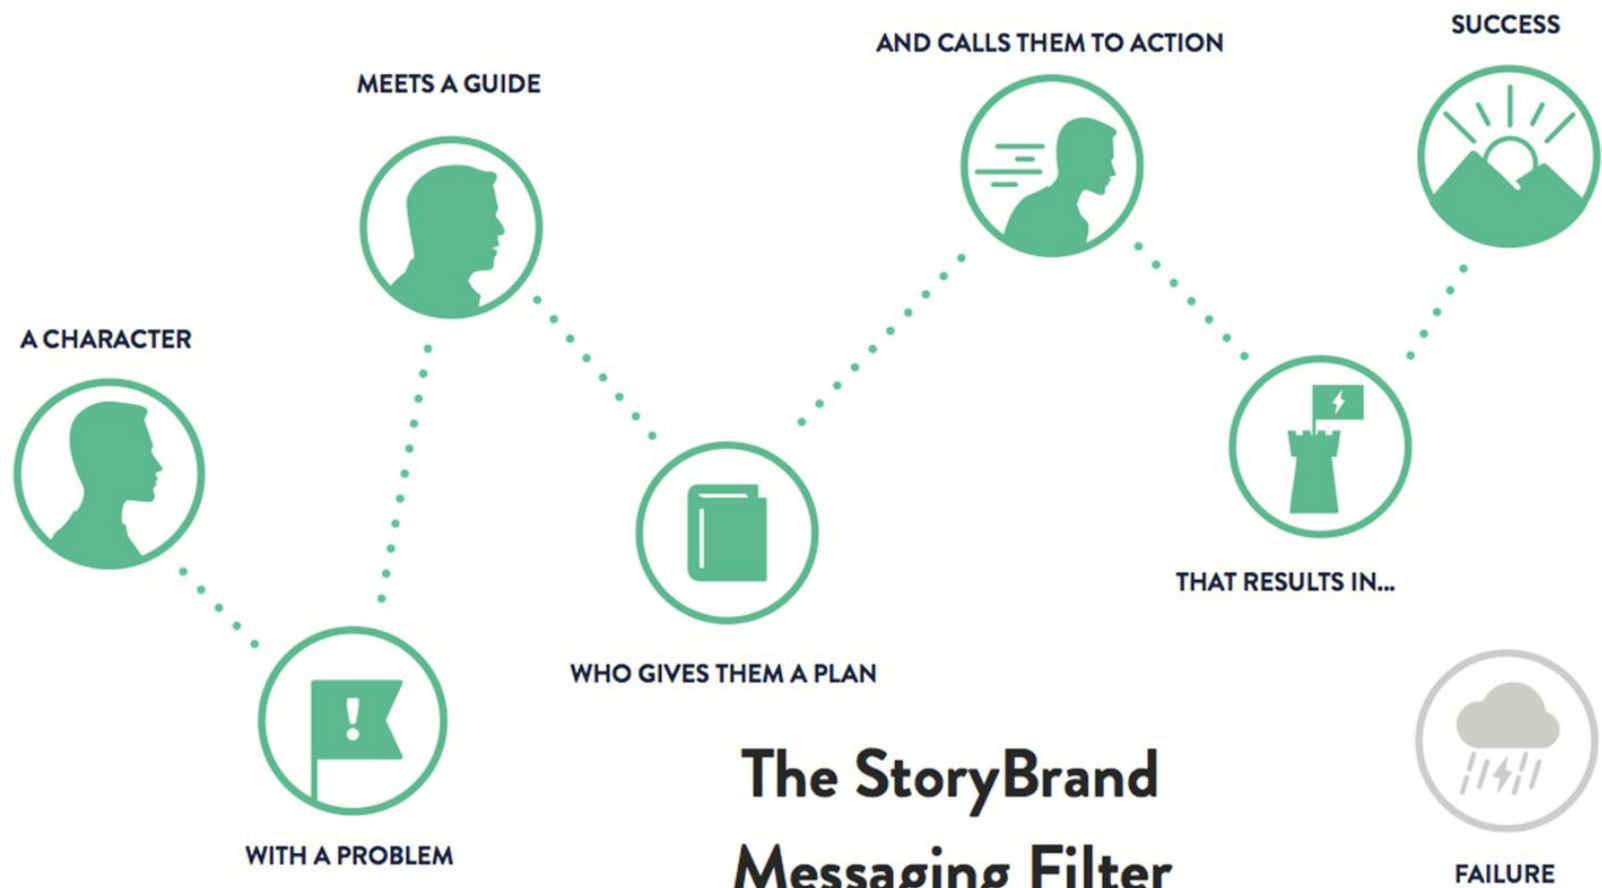 A CHARACTER
WITH A PROBLEM
MEETS A GUIDE
WHO GIVES THEM A PLAN
AND CALLS THEM TO ACTION
THAT RESULTS IN...
SUCCESS
FAILURE
The StoryBrand
Messaging Filter